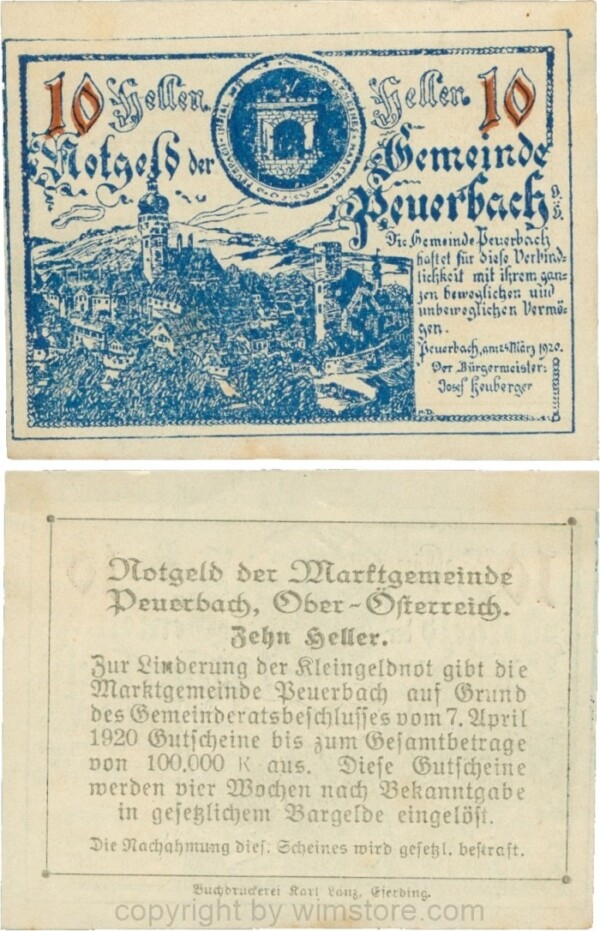 10 Heller Heller 10
Notgeld der Gemeinde
Peuerbach
Die Gemeinde Peuerbach
haftet für diese Verbind-
lichkeit mit ihrem gan-
zen beweglichen und
unbeweglichen Vermö-
gen.
Peuerbach, am 24 März 1920.
Der Bürgermeister:
Josef Heuberger
Notgeld der Marktgemeinde
Peuerbach, Ober-Österreich.
Zehn Heller.
Zur Linderung der Kleingeldnot gibt die
Marktgemeinde Peuerbach auf Grund
des Gemeinderatsbeschlusses vom 7. April
1920 Gutscheine bis zum Gesamtbetrage
von 100.000 K aus. Diese Gutscheine
werden vier Wochen nach Bekanntgabe
in gesetzlichem Bargelde eingelöst.
Die Nachahmung dies. Scheines wird gesetzl. bestraft.
Buchdruckerei Karl Lanz, Eferding.
copyright by wimstore.com